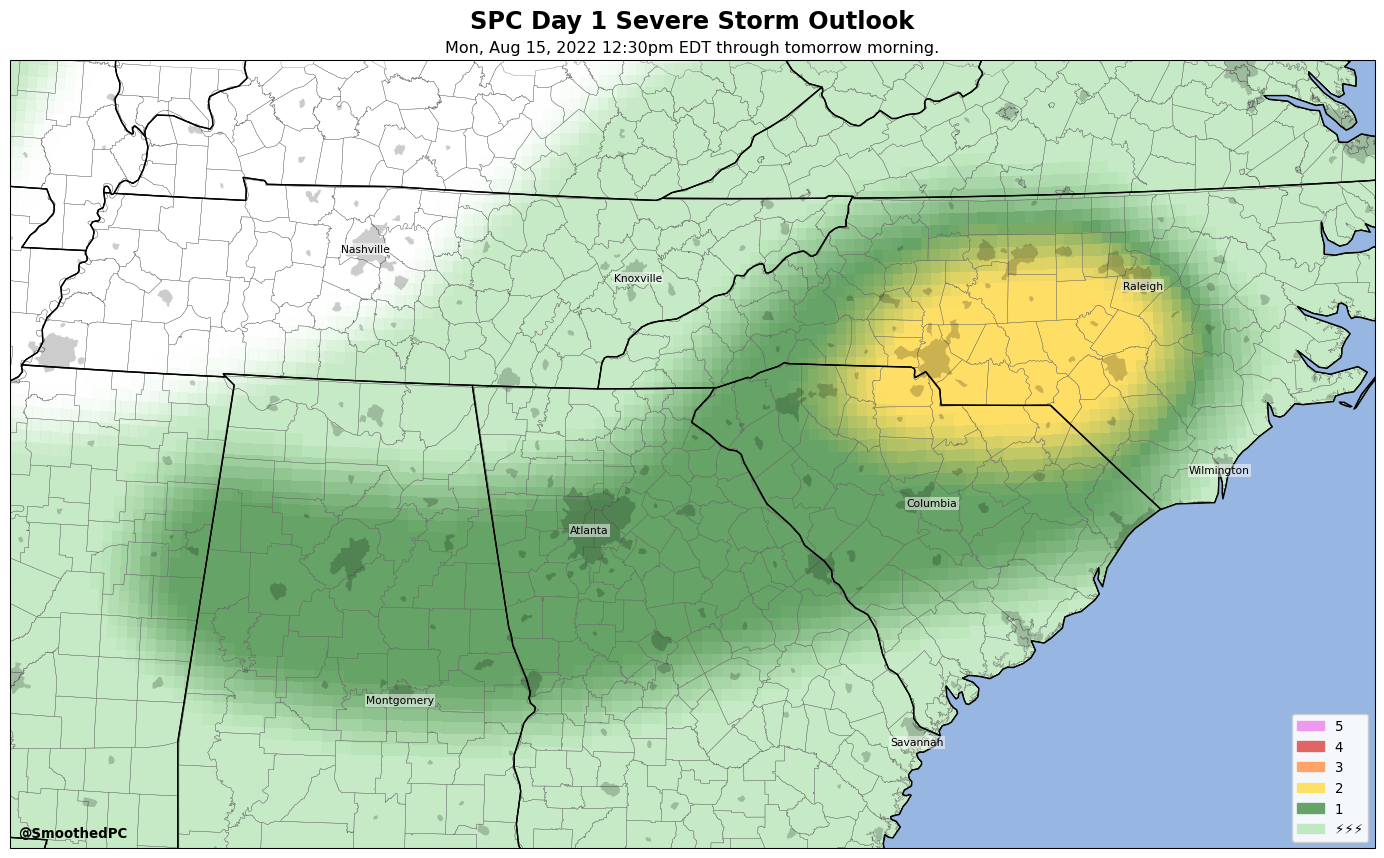 SPC Day 1 Severe Storm Outlook
Mon, Aug 15, 2022 12:30pm EDT through tomorrow morning.
Nashville
Knoxville
Raleigh
Wilmington
Columbia
Atlanta
Montgomery
Savannah
5
4
3
2
1
⚡⚡⚡
@SmoothedPC